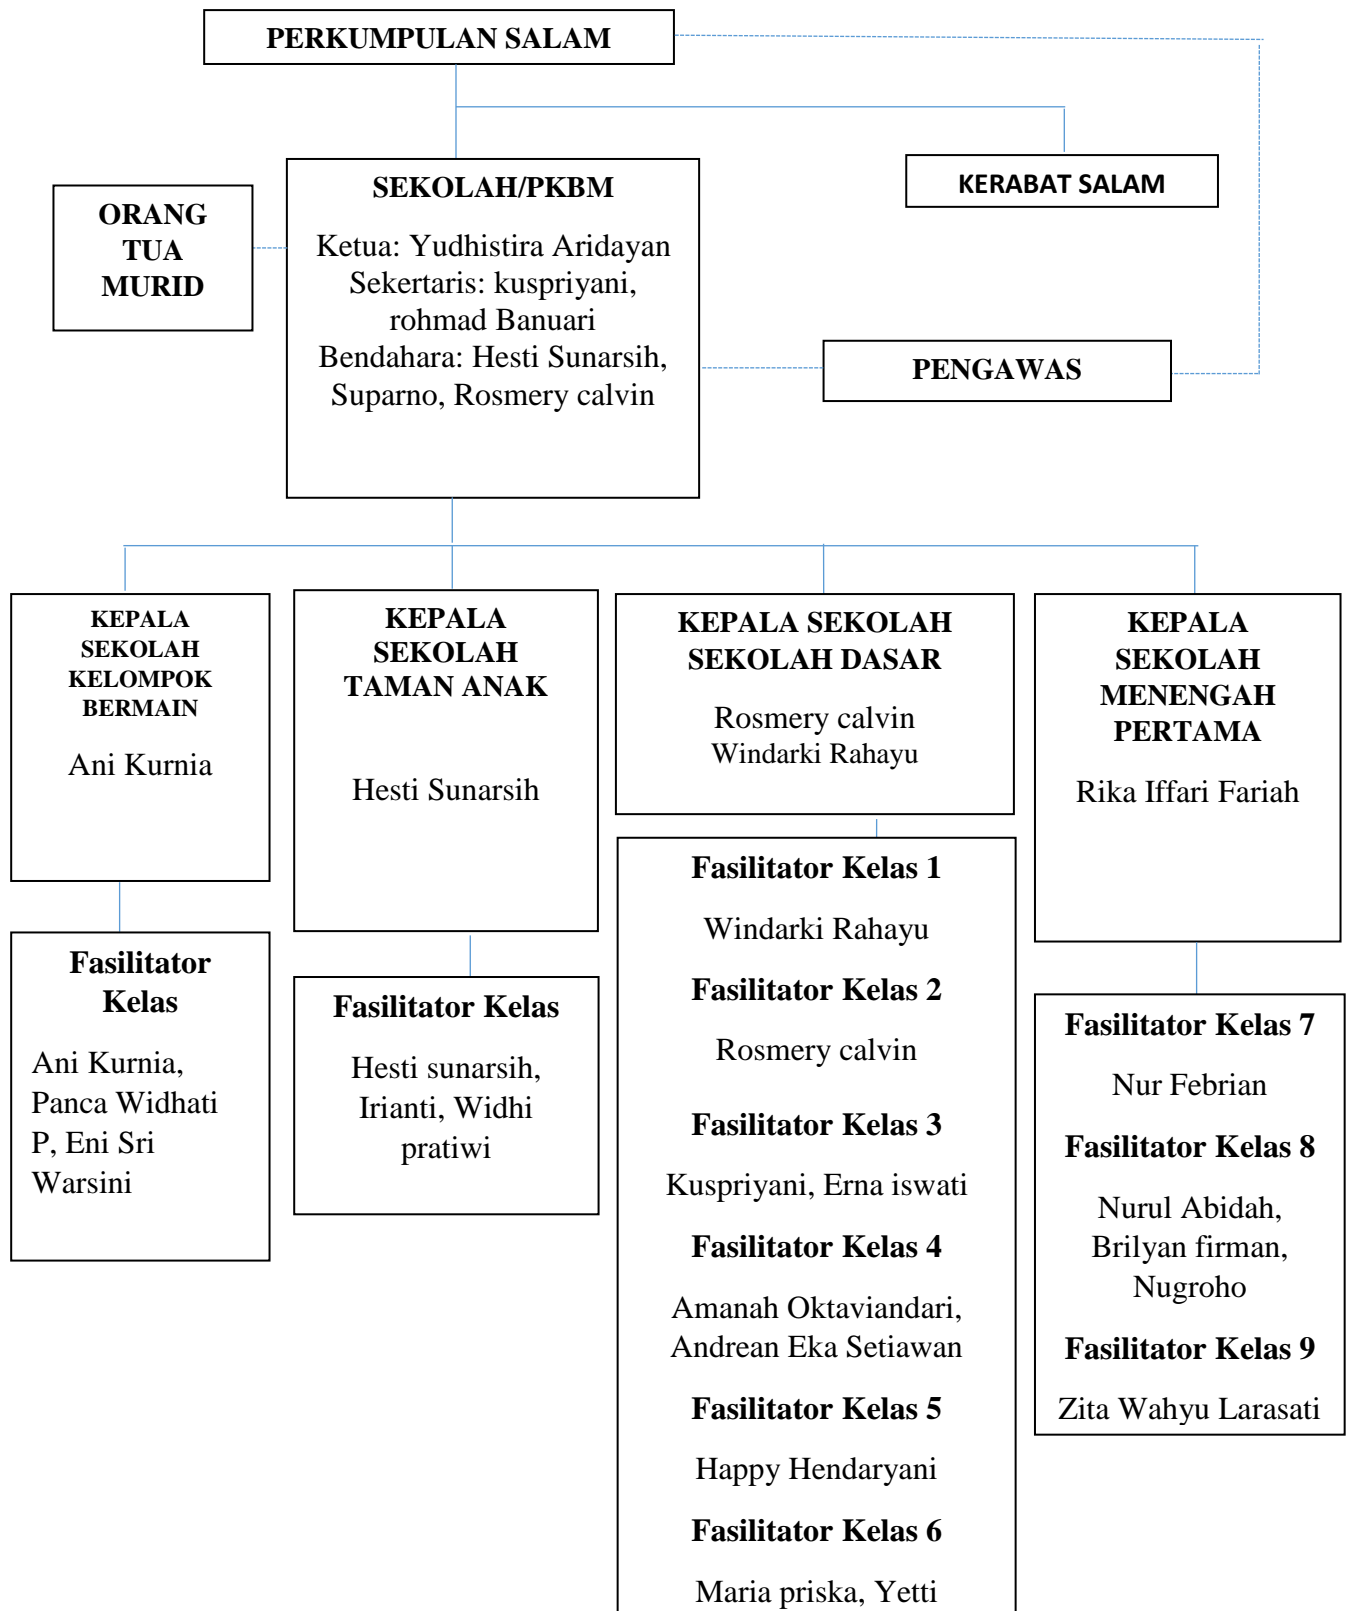 PERKUMPULAN SALAM
KERABAT SALAM
ORANG
TUA
MURID
SEKOLAH/PKBM
Ketua: Yudhistira Aridayan
Sekertaris: kuspriyani,
rohmad Banuari
Bendahara: Hesti Sunarsih,
Suparno, Rosmery calvin
PENGAWAS
KEPALA
SEKOLAH
KELOMPOK
BERMAIN
Ani Kurnia
KEPALA
SEKOLAH
TAMAN ANAK
Hesti Sunarsih
KEPALA SEKOLAH
SEKOLAH DASAR
Rosmery calvin
Windarki Rahayu
KEPALA
SEKOLAH
MENENGAH
PERTAMA
Rika Iffari Fariah
Fasilitator
Kelas
Ani Kurnia,
Panca Widhati
P, Eni Sri
Warsini
Fasilitator Kelas
Hesti sunarsih,
Irianti, Widhi
pratiwi
Fasilitator Kelas 1
Windarki Rahayu
Fasilitator Kelas 2
Rosmery calvin
Fasilitator Kelas 3
Kuspriyani, Erna iswati
Fasilitator Kelas 4
Amanah Oktaviandari,
Andrean Eka Setiawan
Fasilitator Kelas 5
Happy Hendaryani
Fasilitator Kelas 6
Maria priska, Yetti
Fasilitator Kelas 7
Nur Febrian
Fasilitator Kelas 8
Nurul Abidah,
Brilyan firman,
Nugroho
Fasilitator Kelas 9
Zita Wahyu Larasati